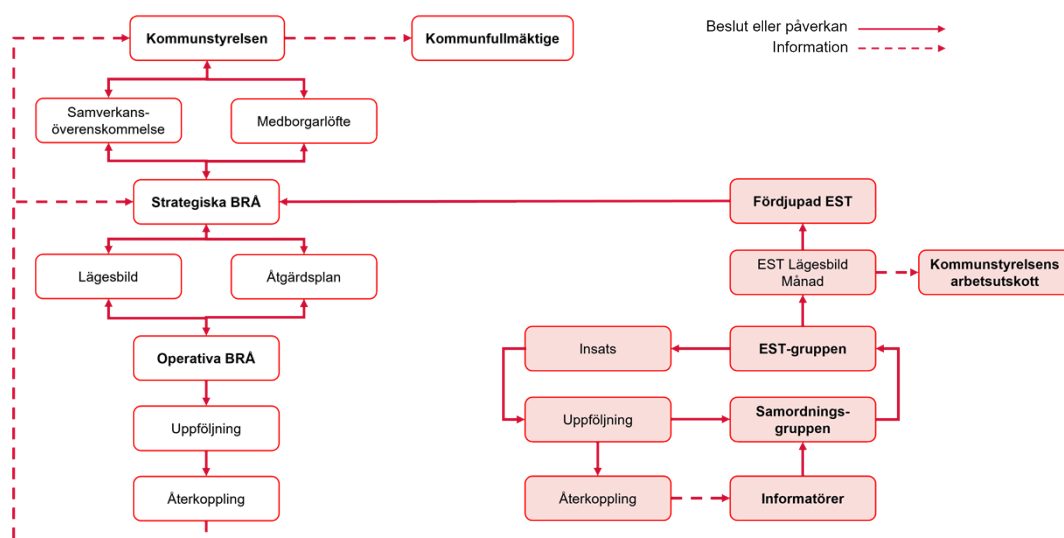 Kommunstyrelsen
Kommunfullmäktige
Beslut eller påverkan
Information
Samverkans-
överenskommelse
Medborgarlöfte
Strategiska BRÅ
Fördjupad EST
Lägesbild
Åtgärdsplan
EST Lägesbild
Månad
Kommunstyrelsens
arbetsutskott
Operativa BRÅ
Insats
EST-gruppen
Uppföljning
Uppföljning
Samordnings-
gruppen
Återkoppling
Återkoppling
Informatörer